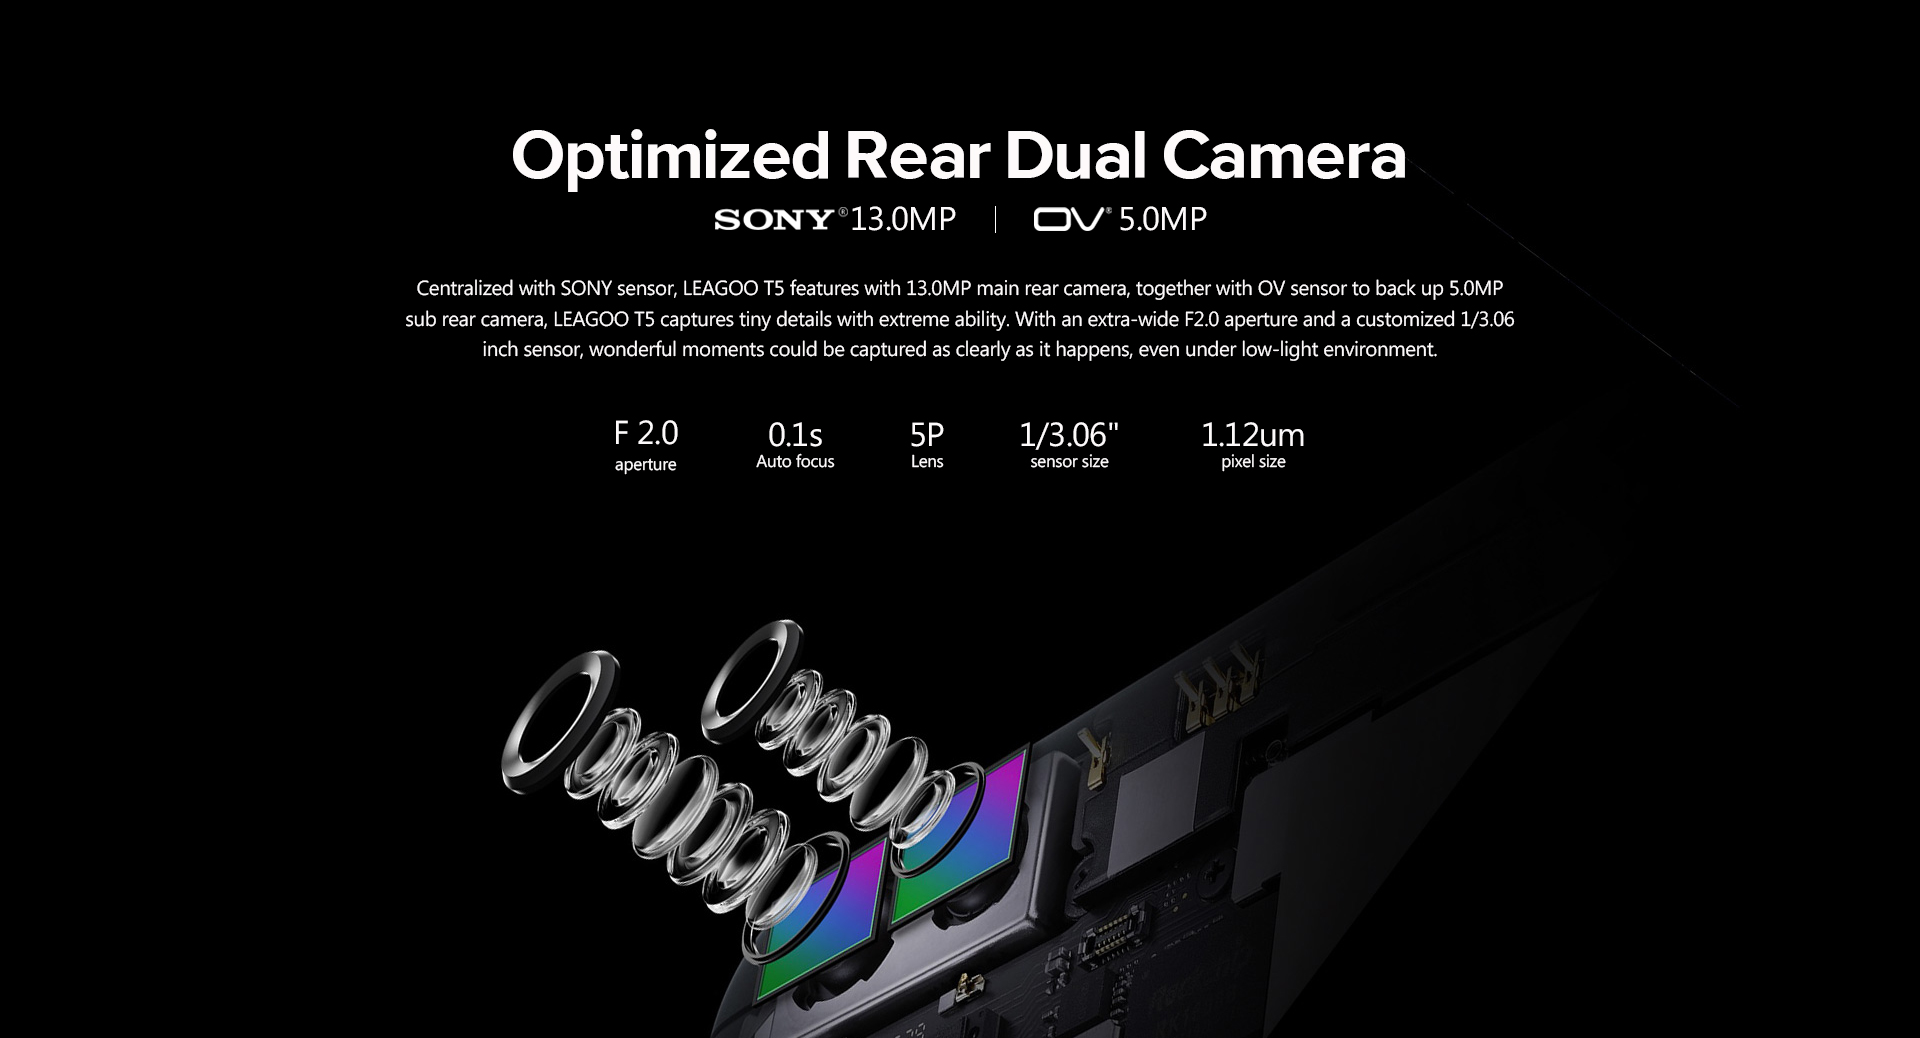 Optimized Rear Dual Camera
SONY® 13.0MP | OV® 5.0MP
Centralized with SONY sensor, LEAGOO T5 features with 13.0MP main rear camera, together with OV sensor to back up 5.0MP
sub rear camera, LEAGOO T5 captures tiny details with extreme ability. With an extra-wide F2.0 aperture and a customized 1/3.06
inch sensor, wonderful moments could be captured as clearly as it happens, even under low-light environment.
F 2.0 0.1s 5P 1/3.06" 1.12um
aperture Auto focus Lens sensor size pixel size